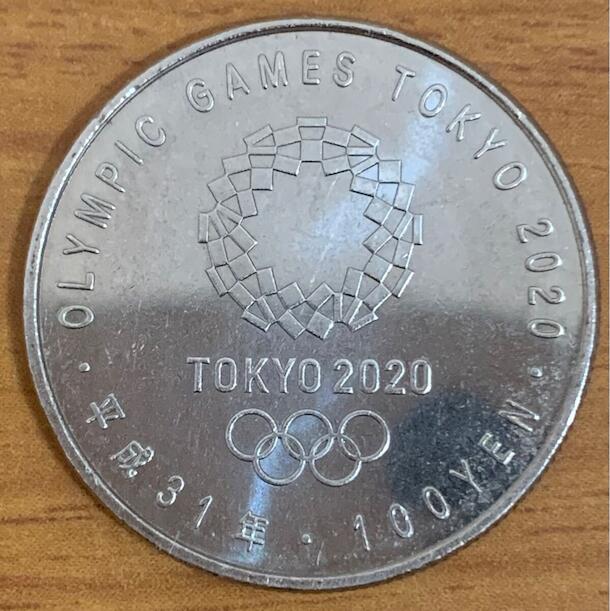 OLYMPIC GAMES TOKYO 2020
TOKYO 2020
平成31年・100YEN